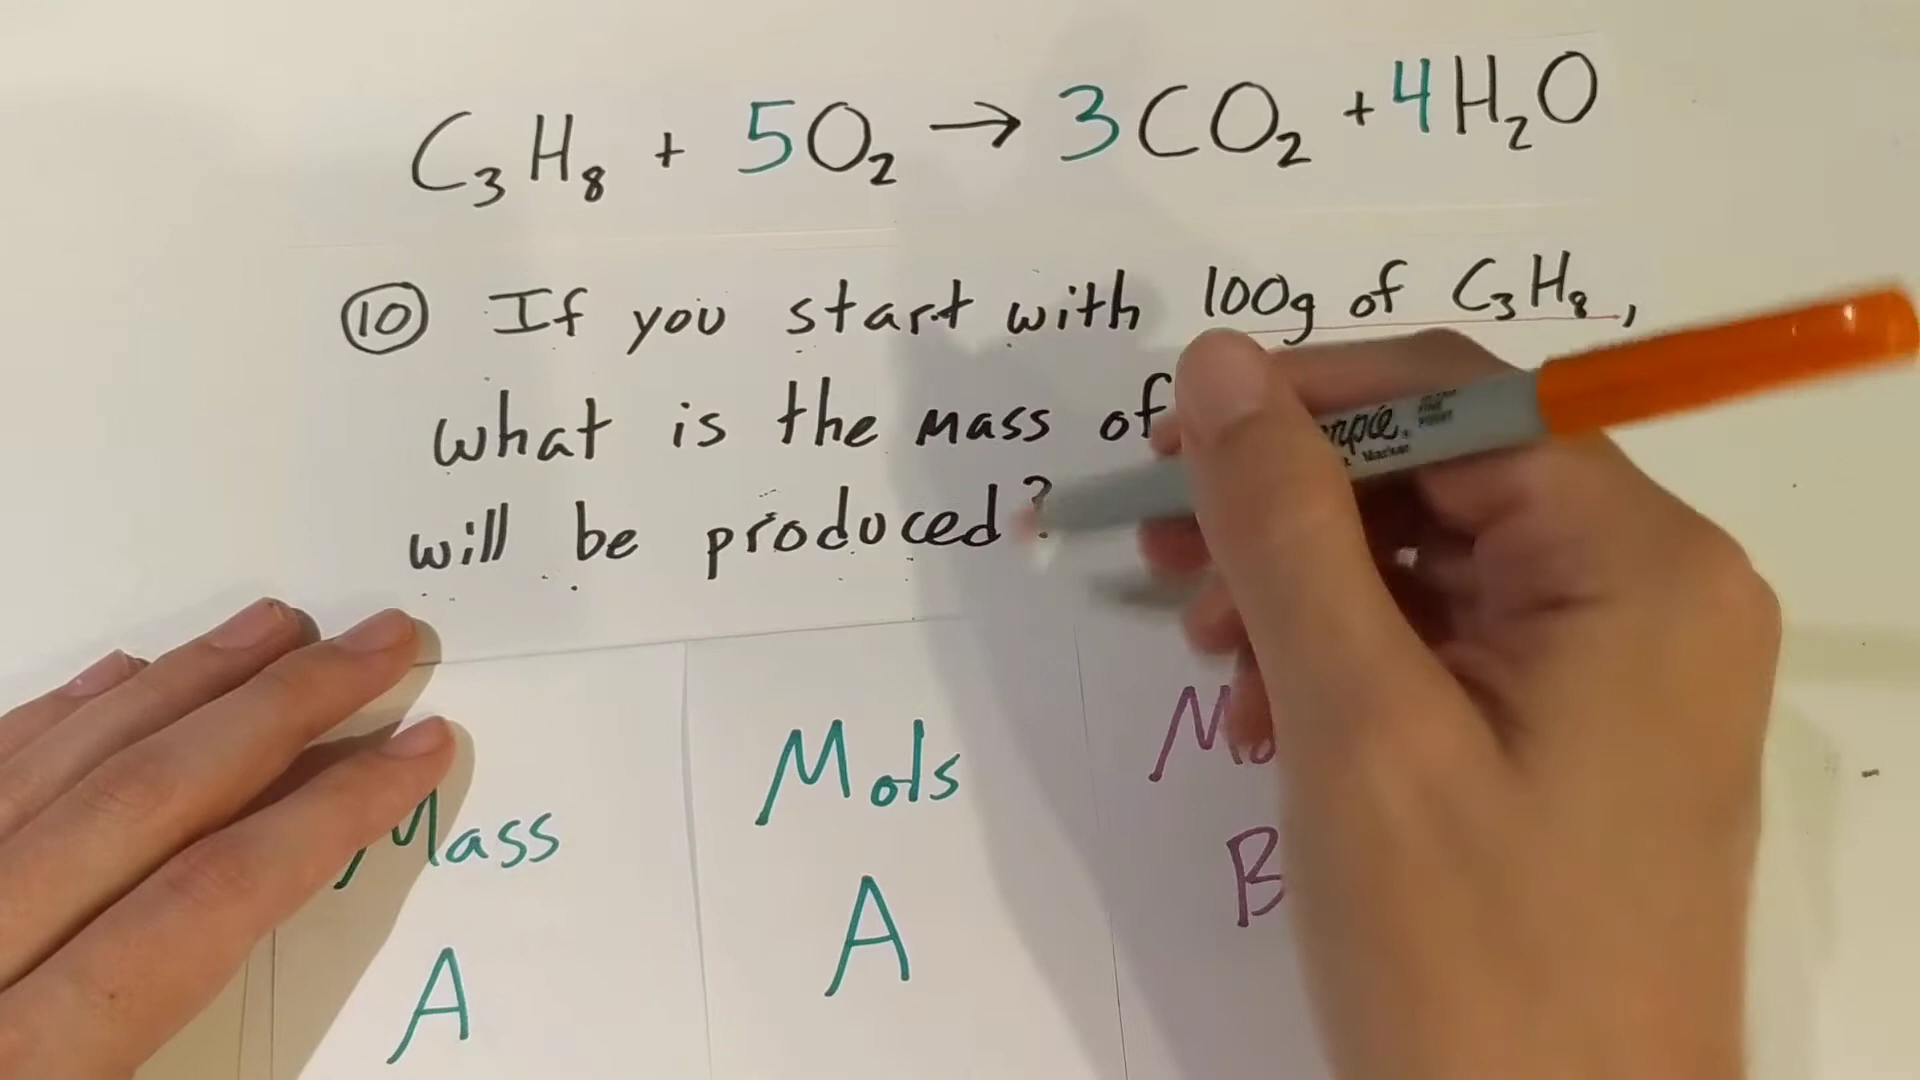 C₃H₈ + 5O₂ → 3CO₂ + 4H₂O
⑩ If you start with 100g of C₃H₈,
what is the mass of
will be produced?
Mass
A
Mols
A
B
Marker